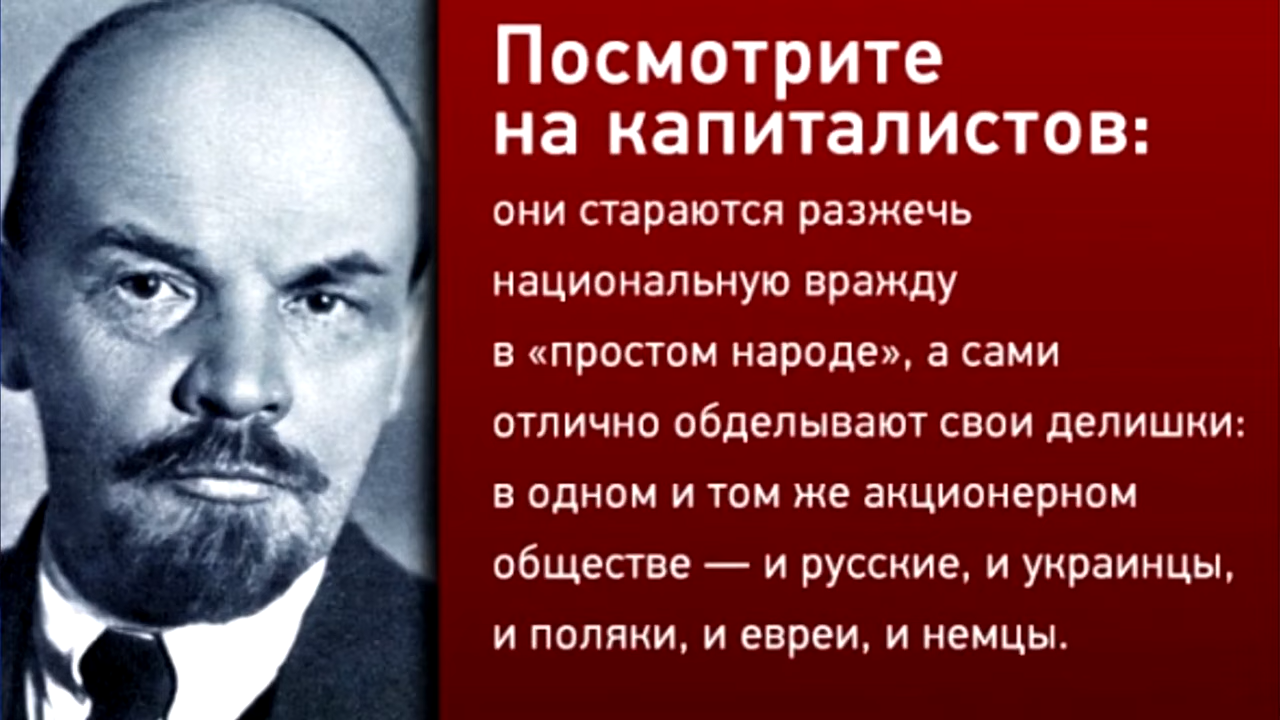 Посмотрите
на капиталистов:
они стараются разжечь
национальную вражду
в «простом народе», а сами
отлично обделывают свои делишки:
в одном и том же акционерном
обществе — и русские, и украинцы,
и поляки, и евреи, и немцы.